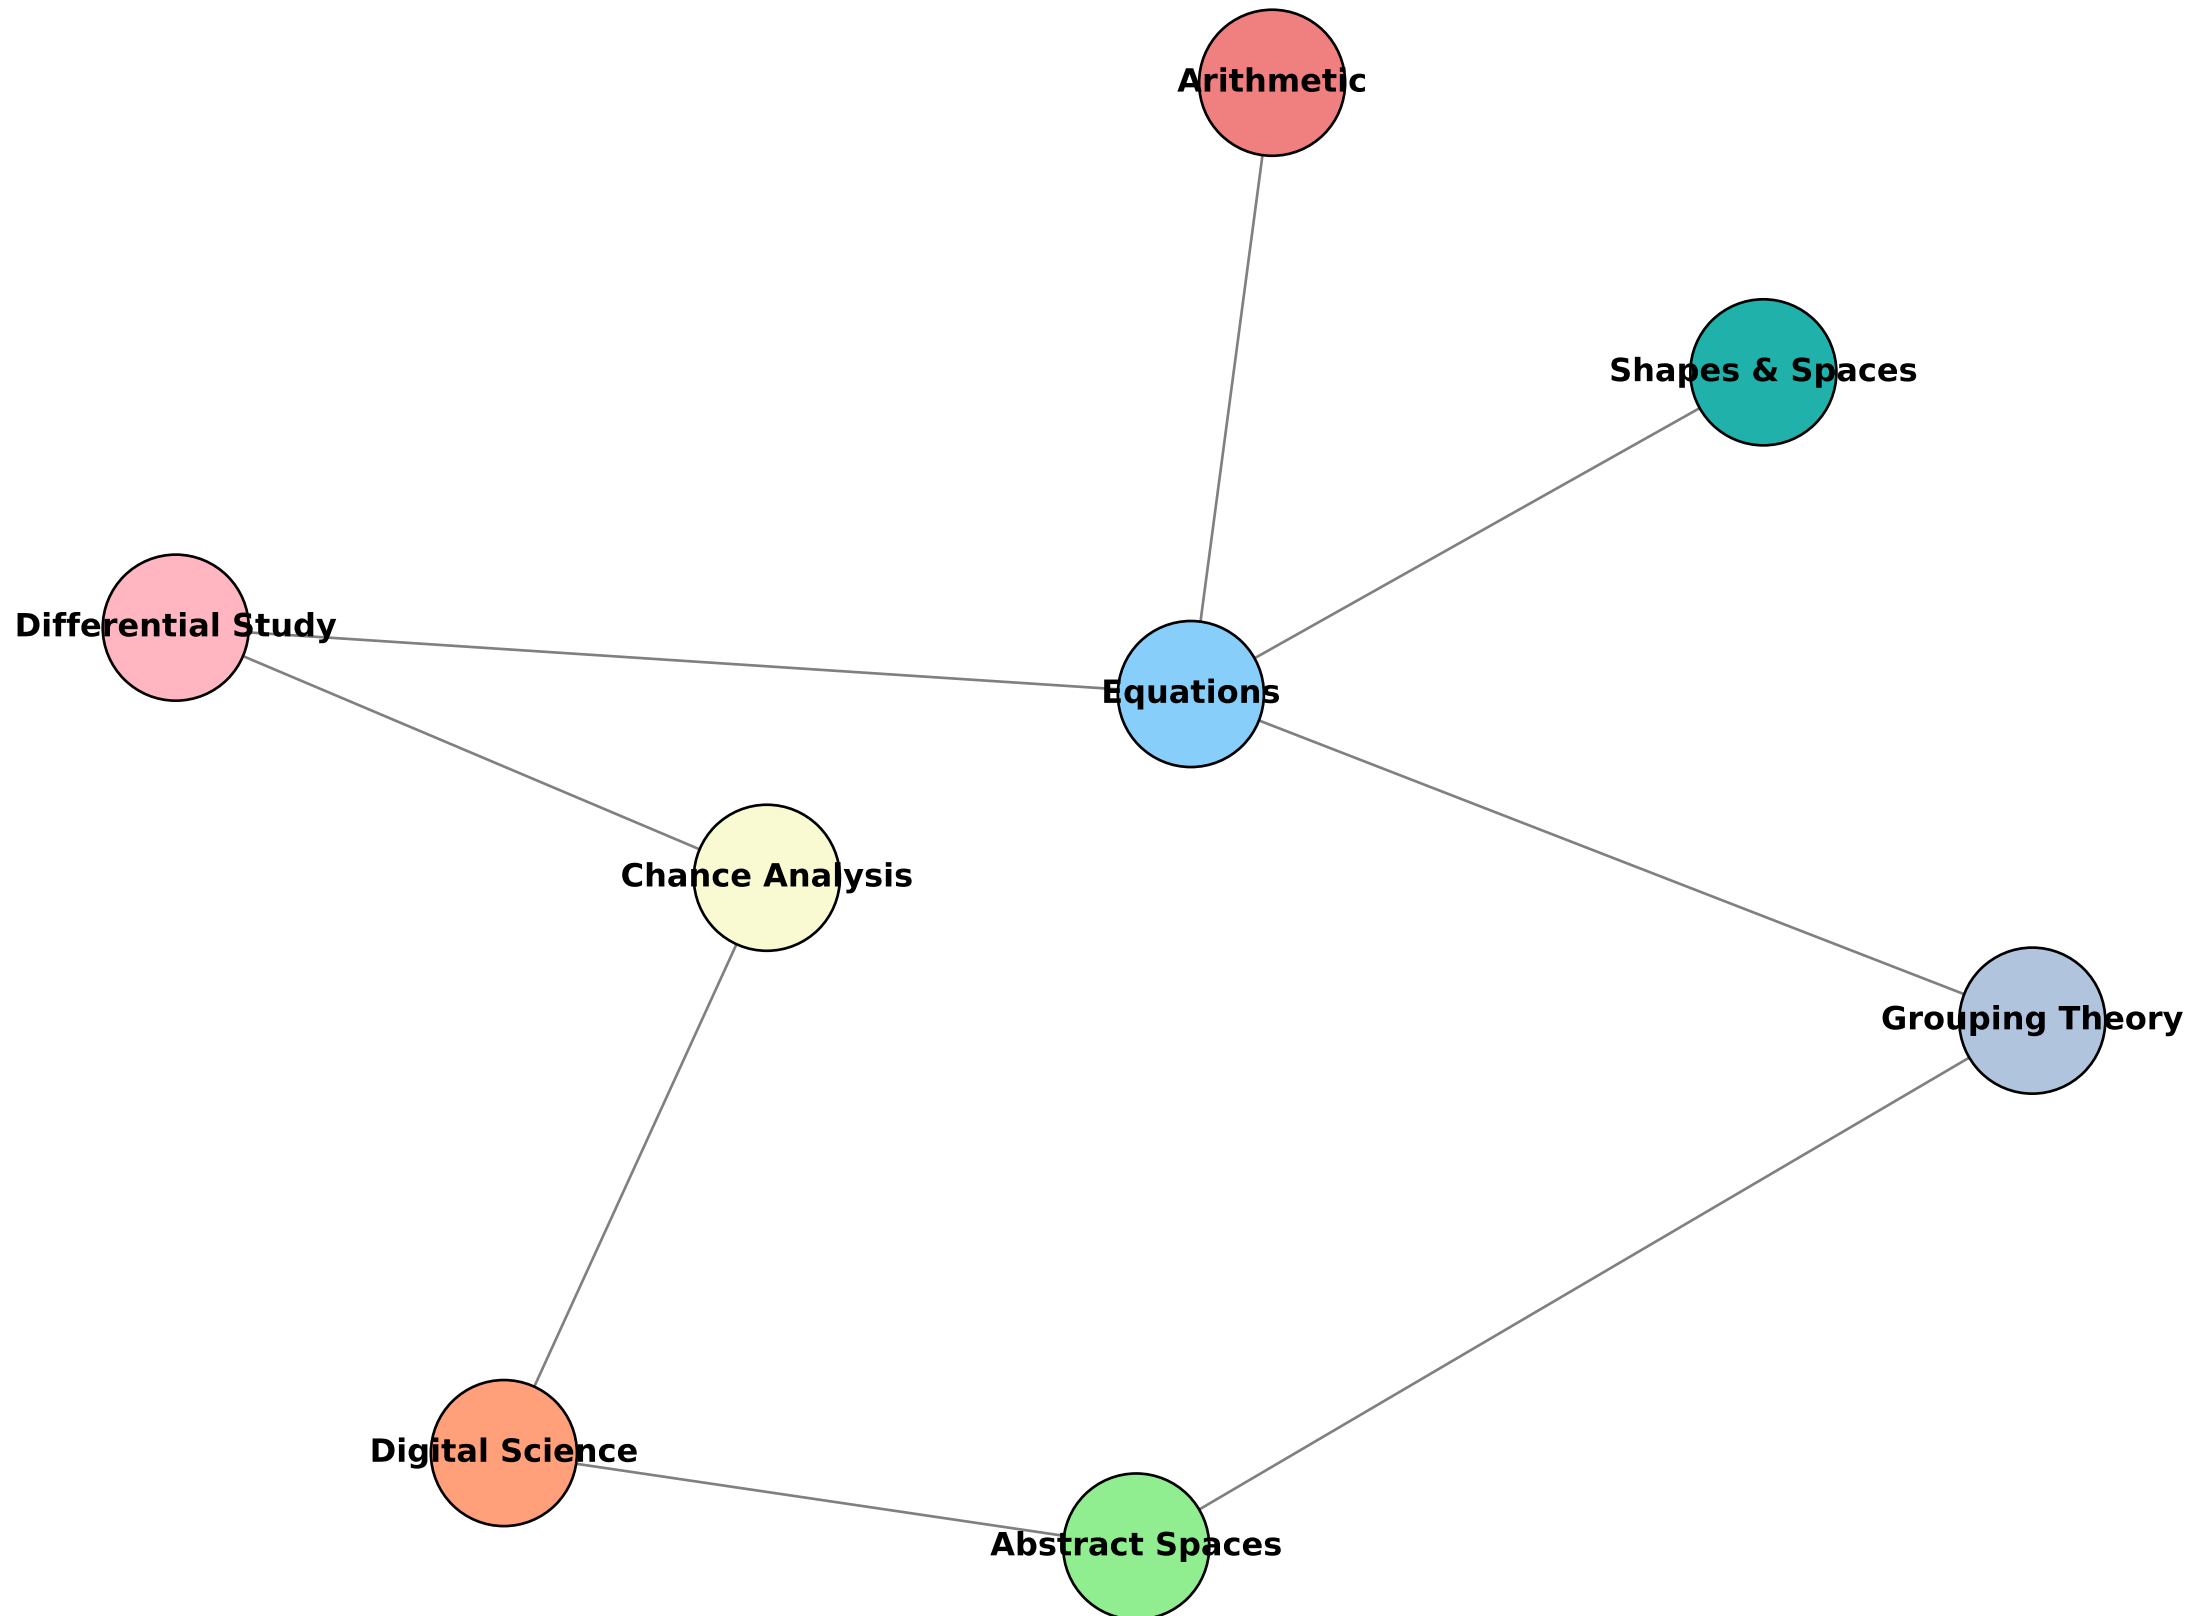 Arithmetic
Shapes & Spaces
Differential Study
Equations
Chance Analysis
Grouping Theory
Digital Science
Abstract Spaces